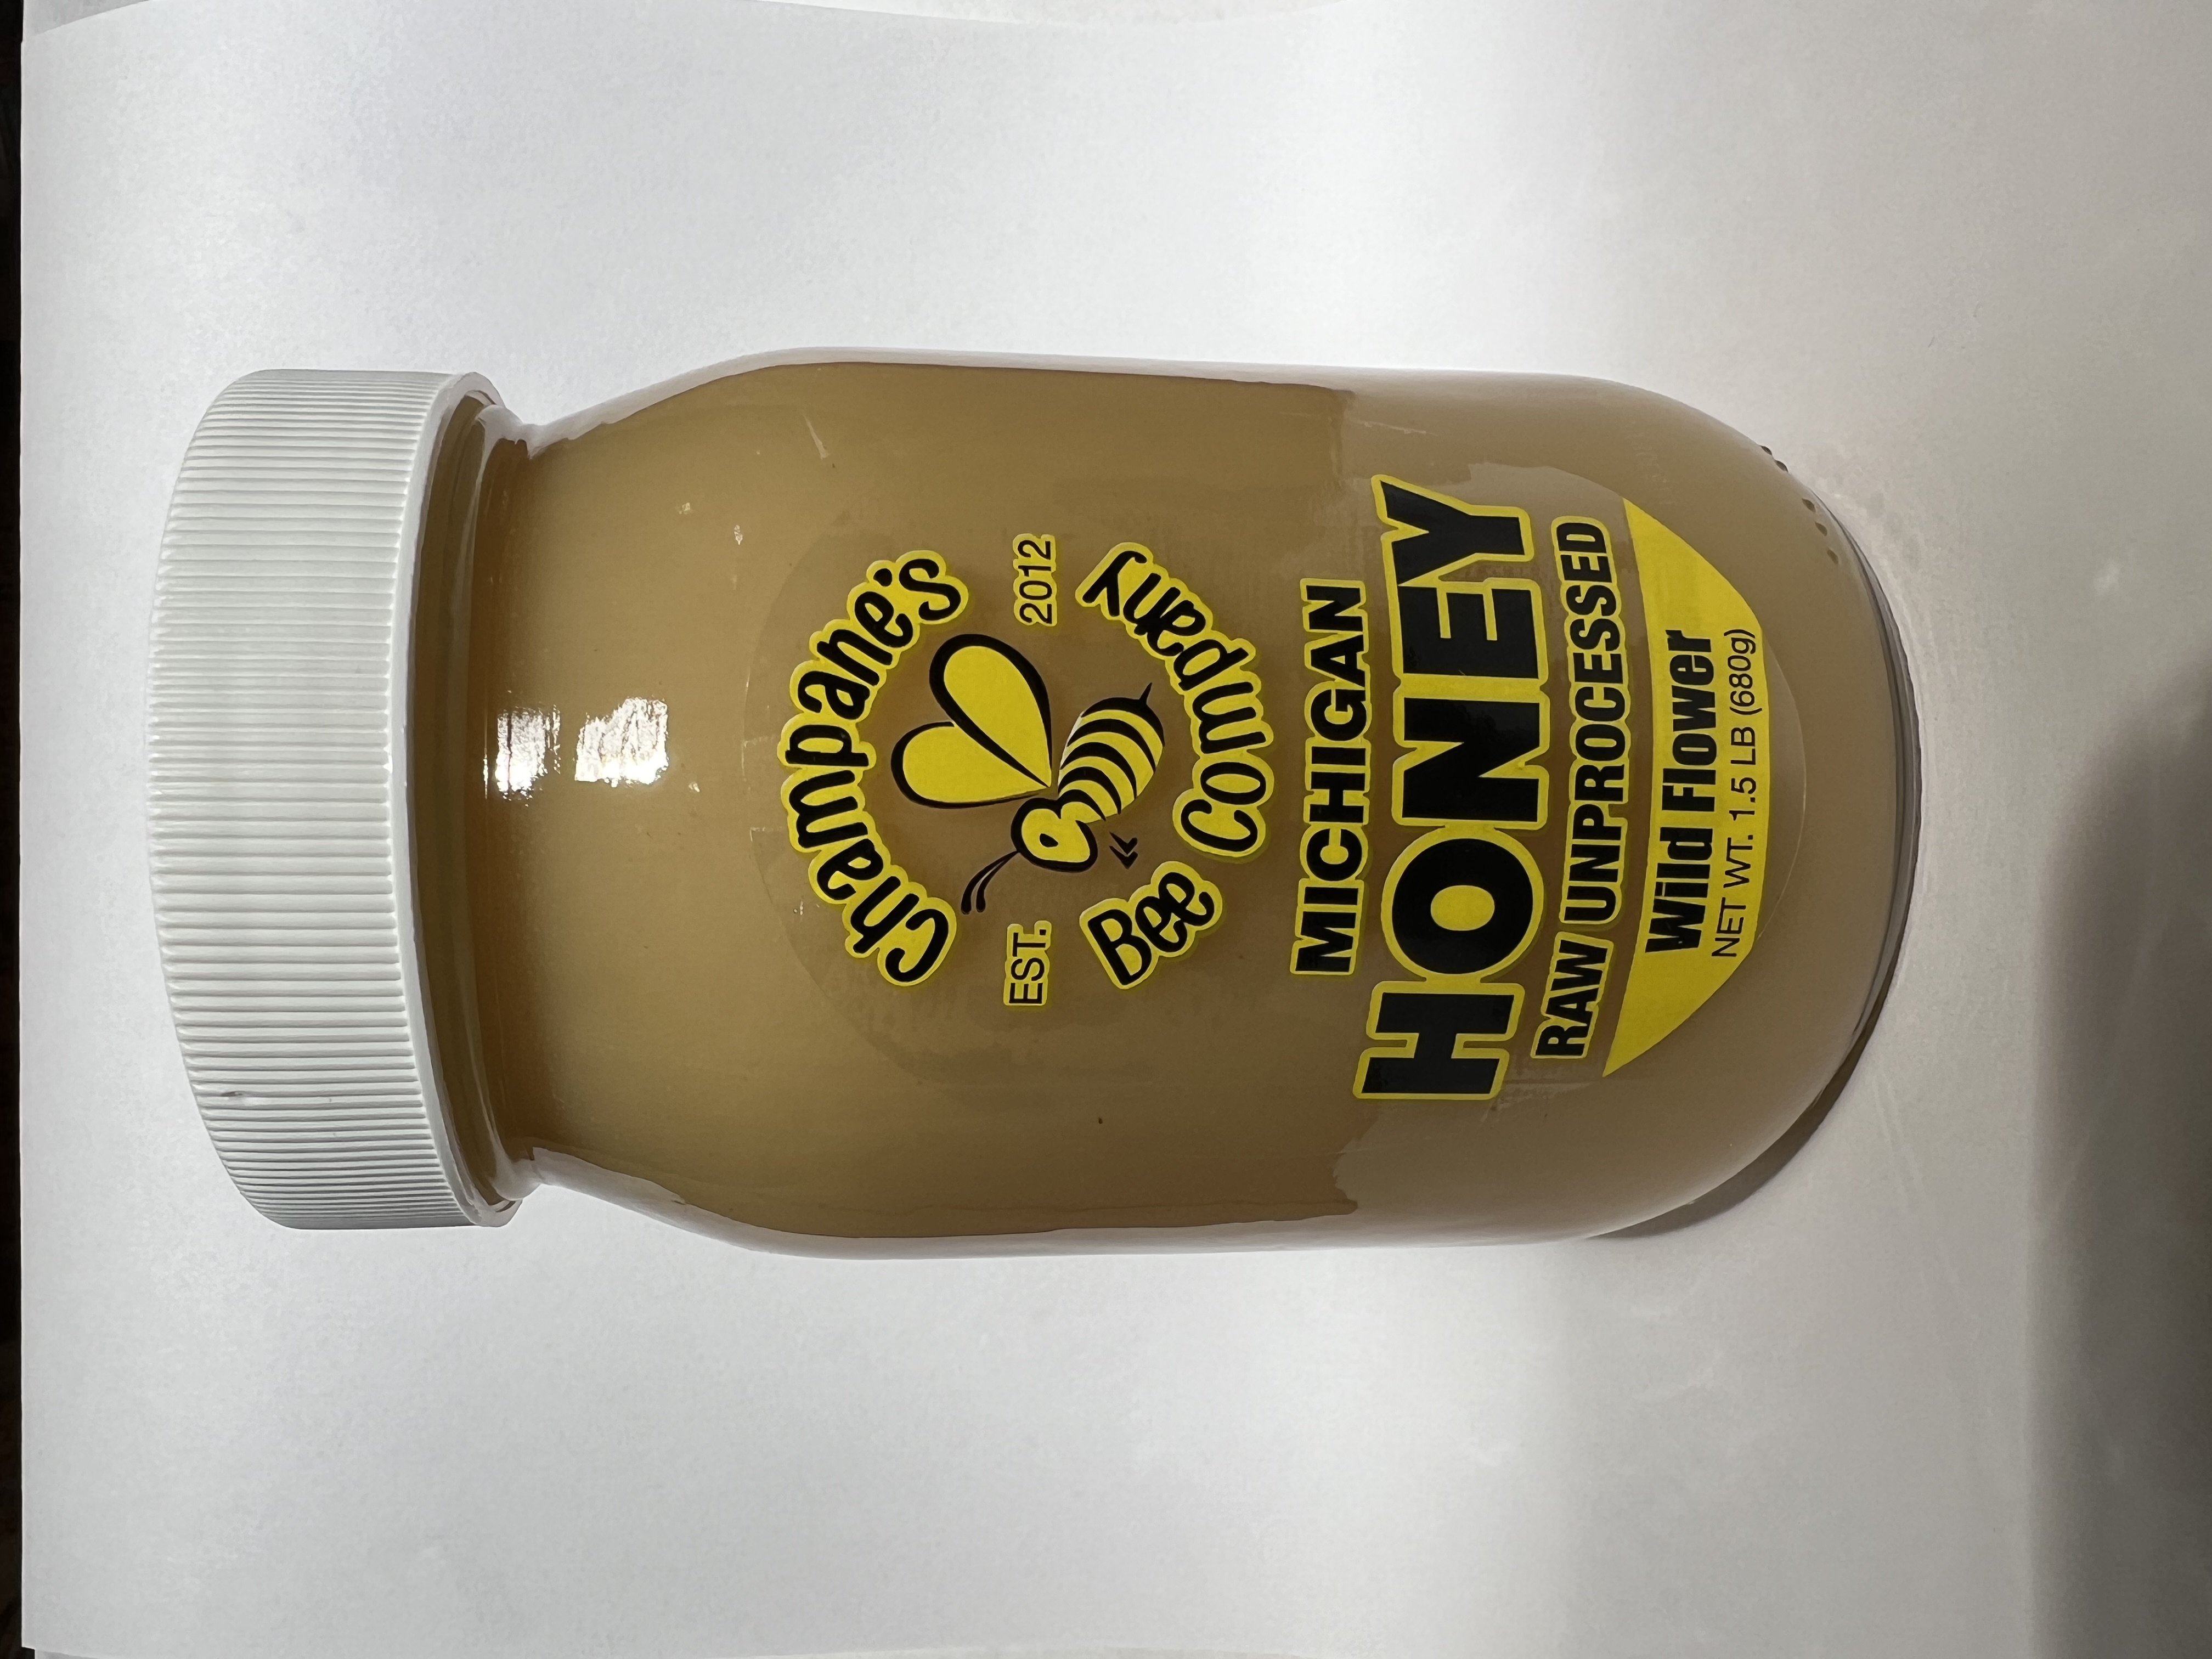 Champane's
EST. 2012
Bee Company
MICHIGAN
HONEY
RAW UNPROCESSED
Wild Flower
NET WT. 1.5 LB (680g)